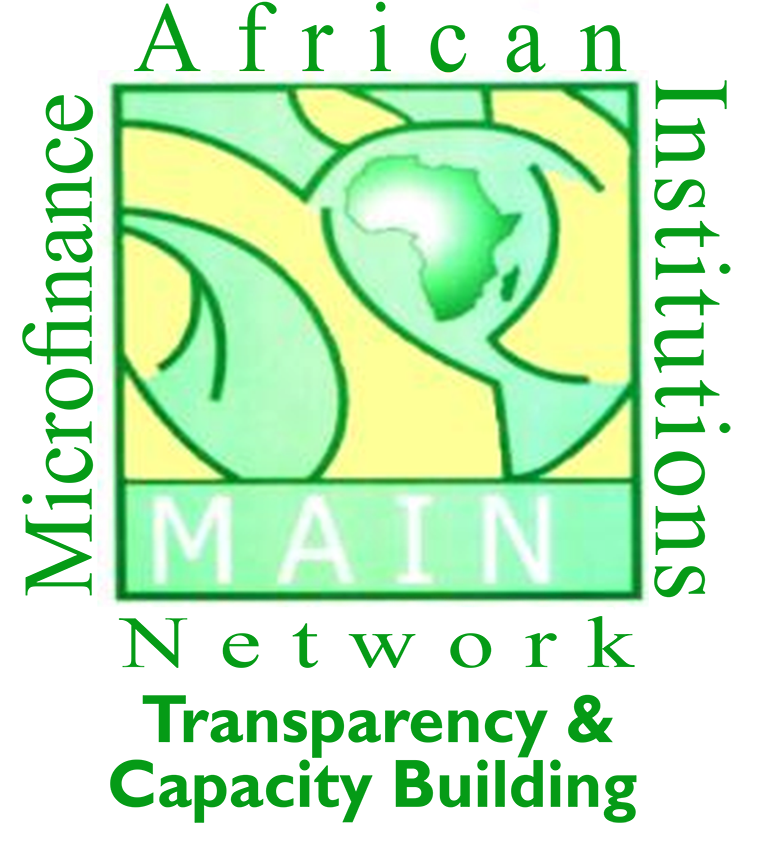 African
Microfinance
Institutions
MAIN
Network
Transparency &
Capacity Building